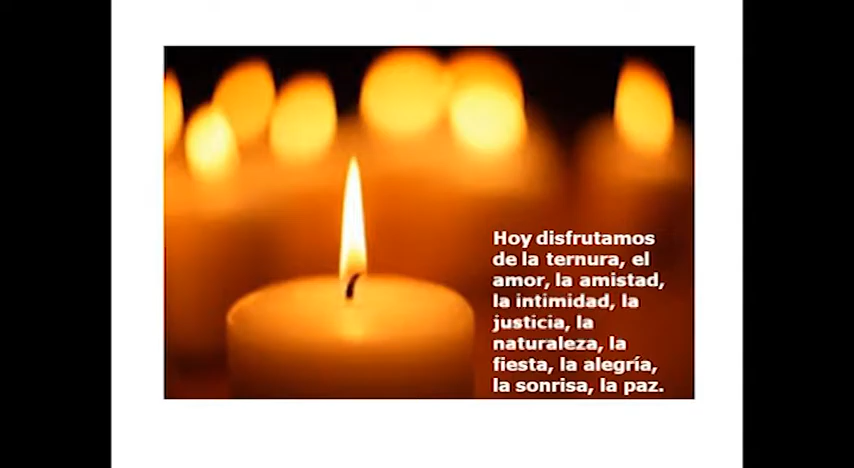 Hoy disfrutamos
de la ternura, el
amor, la amistad,
la intimidad, la
justicia, la
naturaleza, la
fiesta, la alegría,
la sonrisa, la paz.